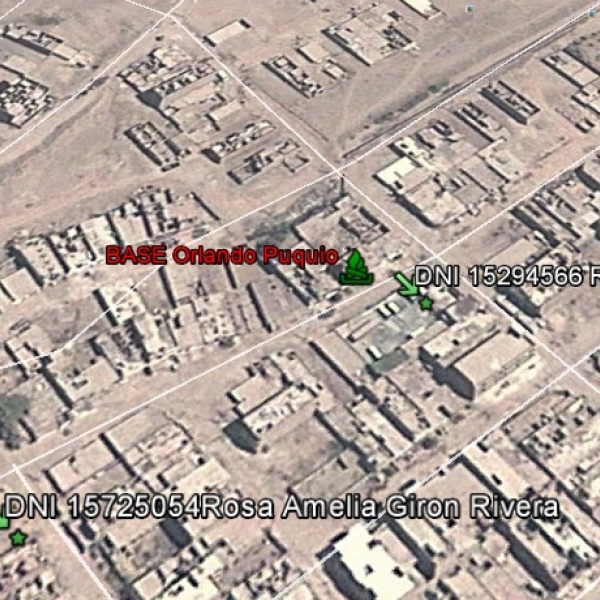 BASE Orlando Puquio
DNI 15294566 R
DNI 15725054Rosa Amelia Giron Rivera